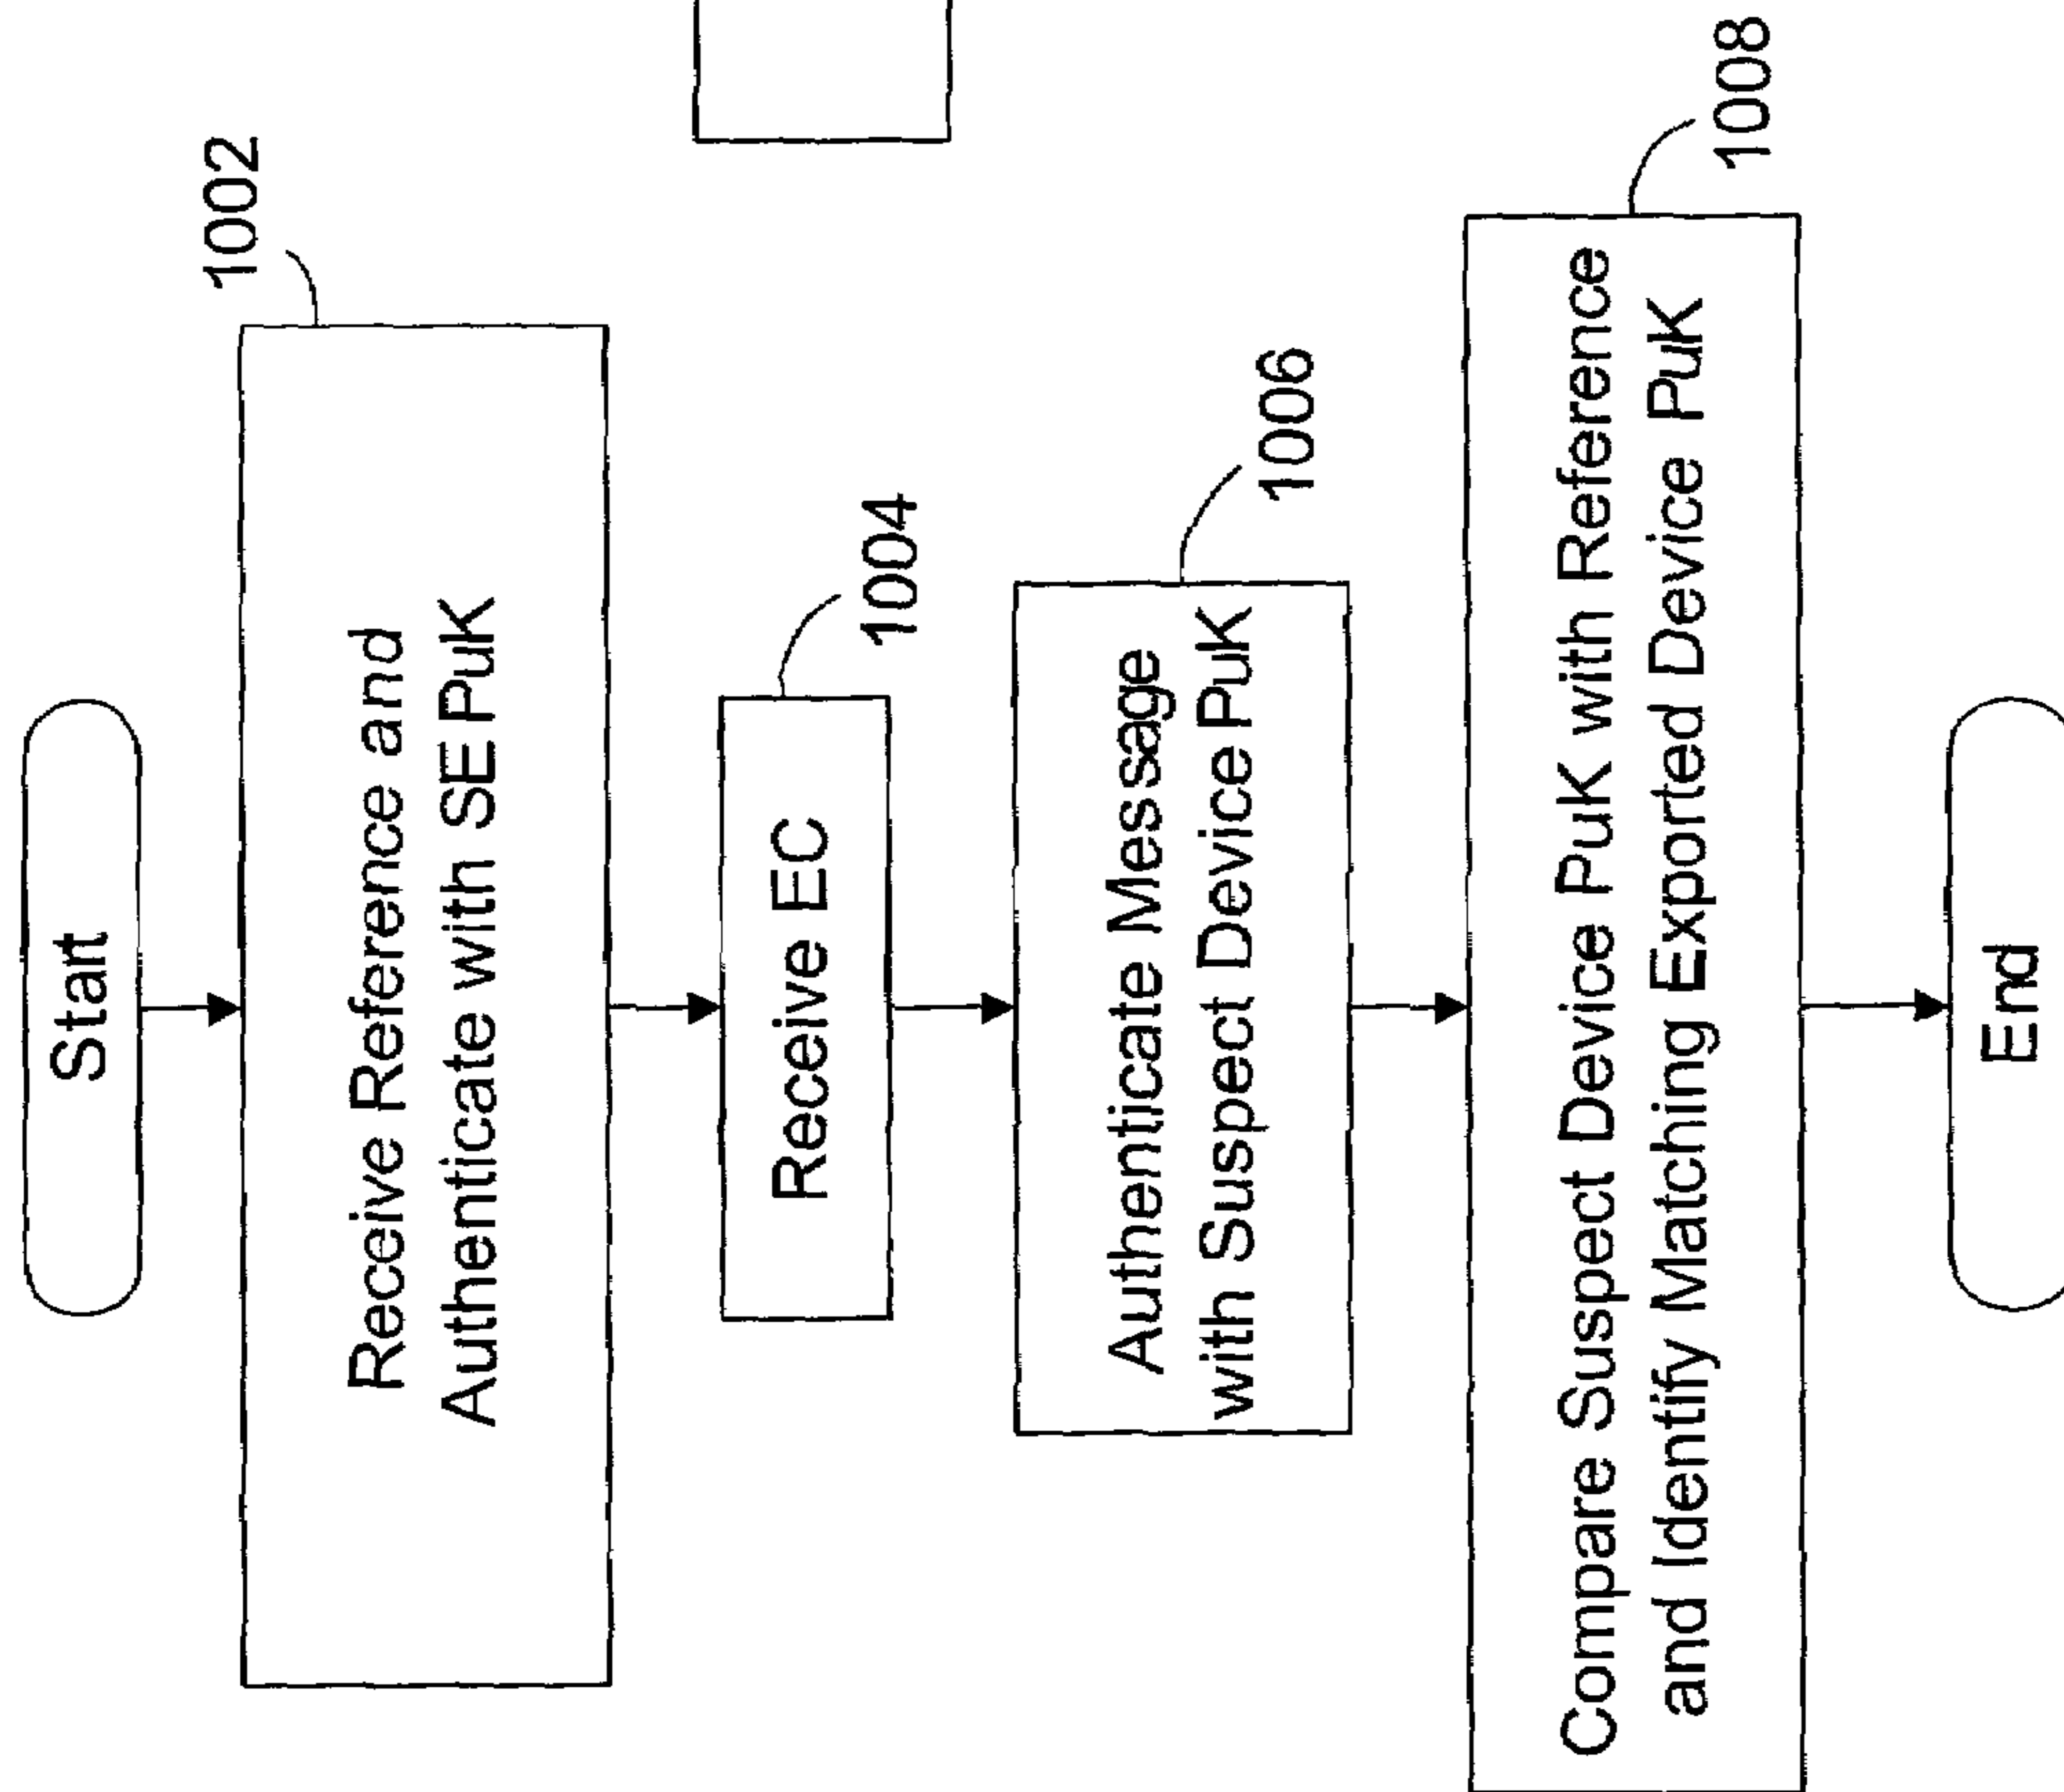 Start
1002
Receive Reference and
Authenticate with SE PuK
1004
Receive EC
1006
Authenticate Message
with Suspect Device PuK
1008
Compare Suspect Device PuK with Reference
and Identify Matching Exported Device PuK
End